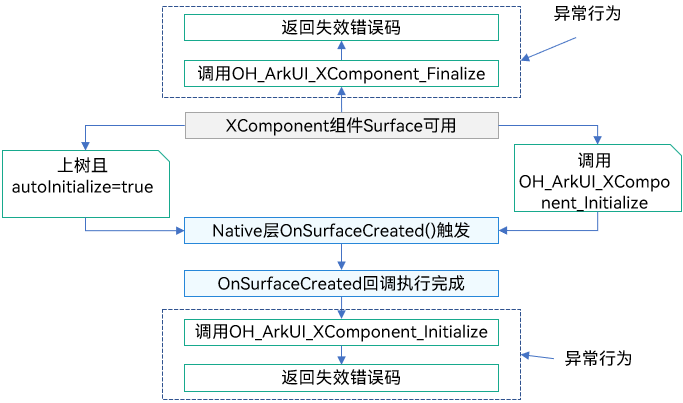 返回失效错误码
异常行为
调用OH_ArkUI_XComponent_Finalize
XComponent组件Surface可用
上树且
autoInitialize=true
调用
OH_ArkUI_XCompo
nent_Initialize
Native层OnSurfaceCreated()触发
OnSurfaceCreated回调执行完成
调用OH_ArkUI_XComponent_Initialize
异常行为
返回失效错误码